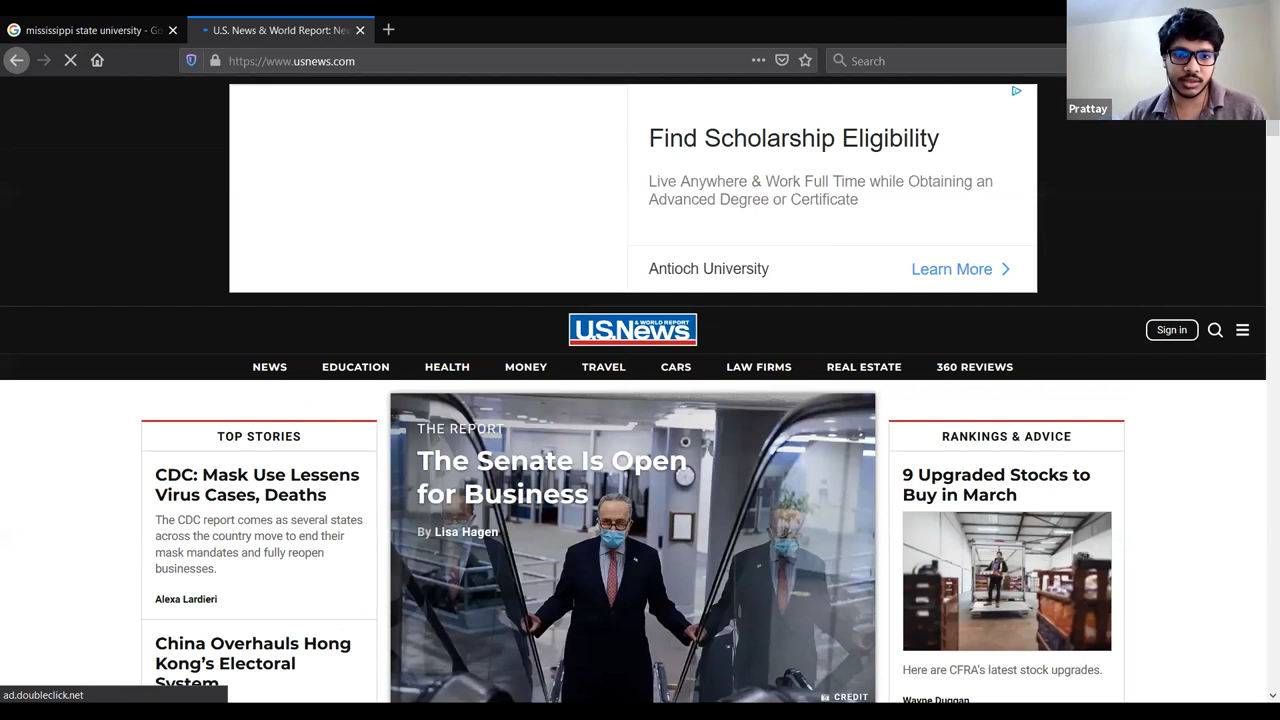 mississippi state university - Go
U.S. News & World Report: Ne
https://www.usnews.com
Search
Prattay
Find Scholarship Eligibility
Live Anywhere & Work Full Time while Obtaining an
Advanced Degree or Certificate
Antioch University
Learn More
U.S.News
& WORLD REPORT
Sign in
NEWS
EDUCATION
HEALTH
MONEY
TRAVEL
CARS
LAW FIRMS
REAL ESTATE
360 REVIEWS
TOP STORIES
CDC: Mask Use Lessens
Virus Cases, Deaths
The CDC report comes as several states
across the country move to end their
mask mandates and fully reopen
businesses.
Alexa Lardieri
China Overhauls Hong
Kong’s Electoral
System
ad.doubleclick.net
THE REPORT
The Senate Is Open
for Business
By Lisa Hagen
CREDIT
RANKINGS & ADVICE
9 Upgraded Stocks to
Buy in March
Here are CFRA's latest stock upgrades.
Wayne Duggan